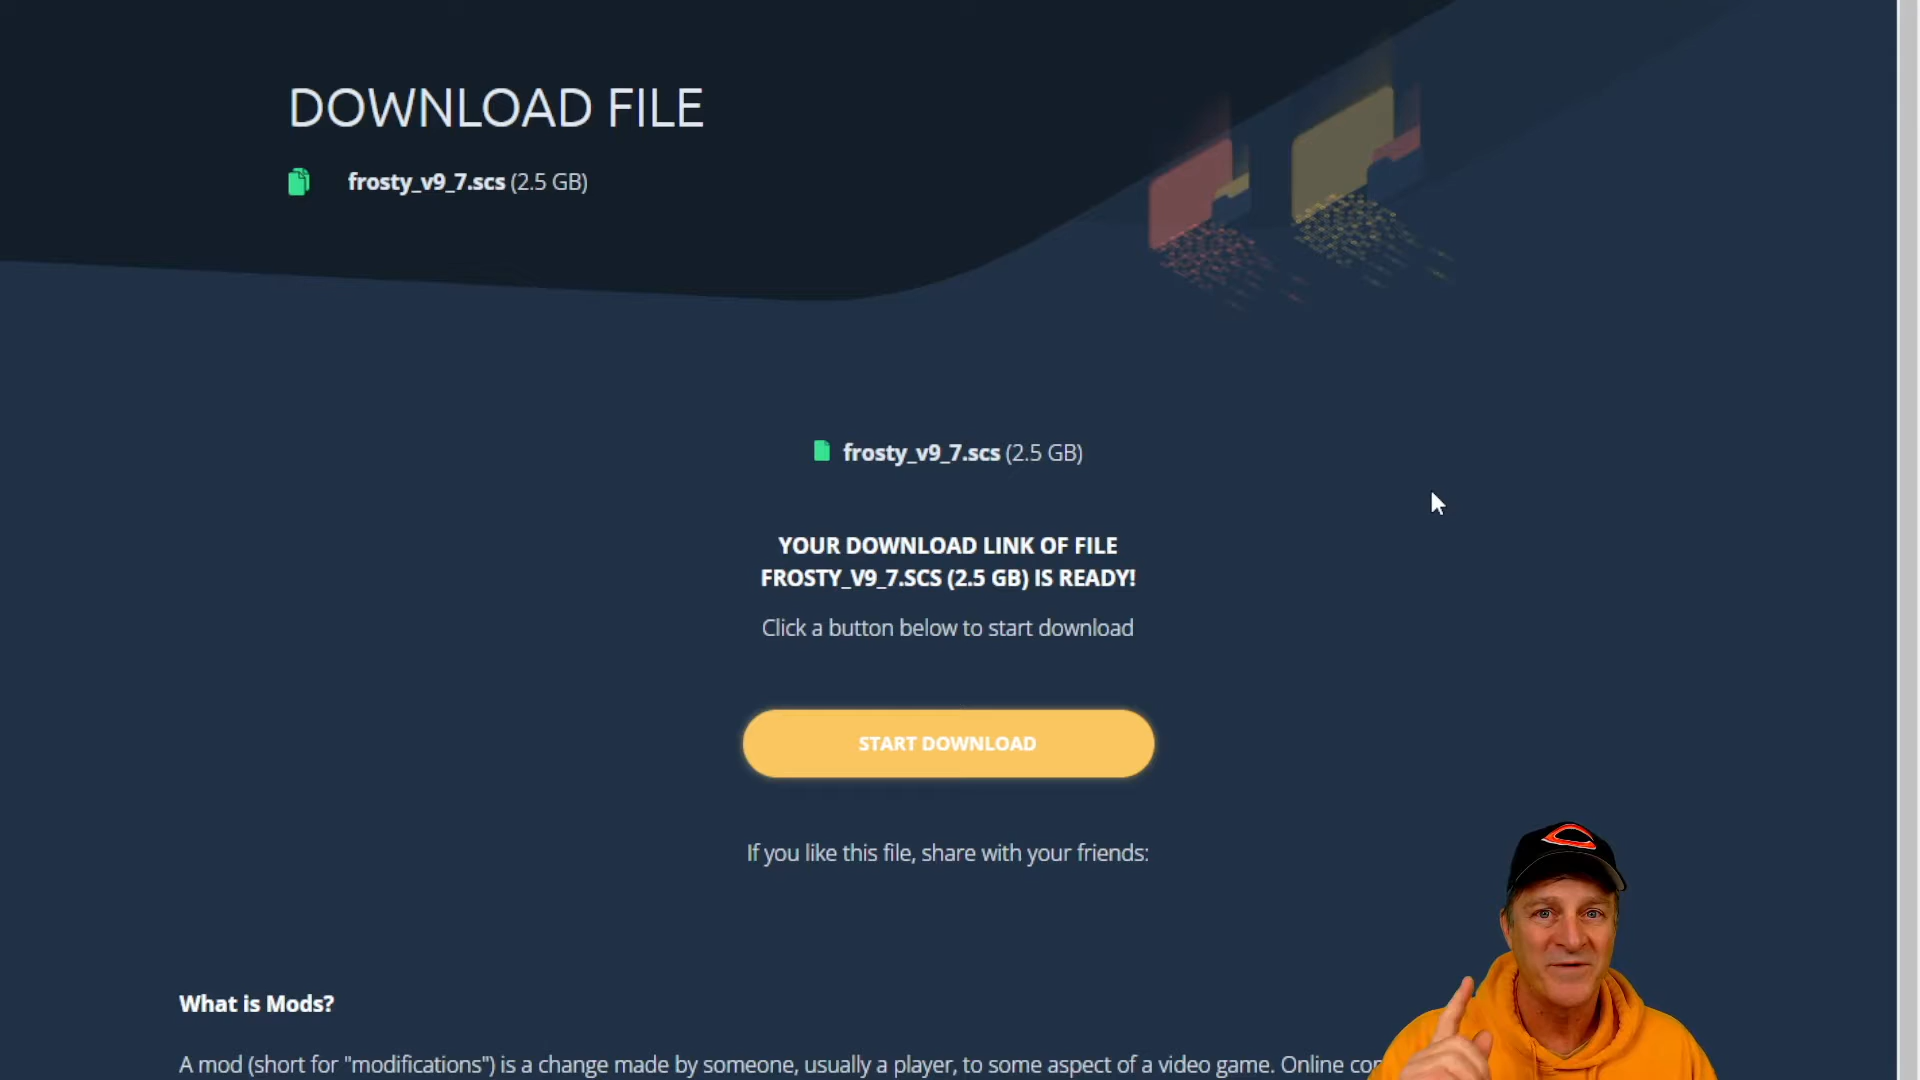 DOWNLOAD FILE
frosty_v9_7.scs (2.5 GB)
frosty_v9_7.scs (2.5 GB)
YOUR DOWNLOAD LINK OF FILE
FROSTY_V9_7.SCS (2.5 GB) IS READY!
Click a button below to start download
START DOWNLOAD
If you like this file, share with your friends:
What is Mods?
A mod (short for "modifications") is a change made by someone, usually a player, to some aspect of a video game. Online